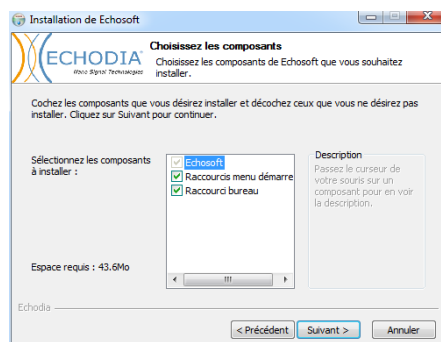 Installation de Echosoft
ECHODIA
Nano Signal Technologies
Choisissez les composants
Choisissez les composants de Echosoft que vous souhaitez
installer.
Cochez les composants que vous désirez installer et décochez ceux que vous ne désirez pas
installer. Cliquez sur Suivant pour continuer.
Sélectionnez les composants
à installer :
Echosoft
Raccourcis menu démarre
Raccourci bureau
Description
Passez le curseur de
votre souris sur un
composant pour en voir
la description.
Espace requis : 43.6Mo
Echodia
< Précédent
Suivant >
Annuler